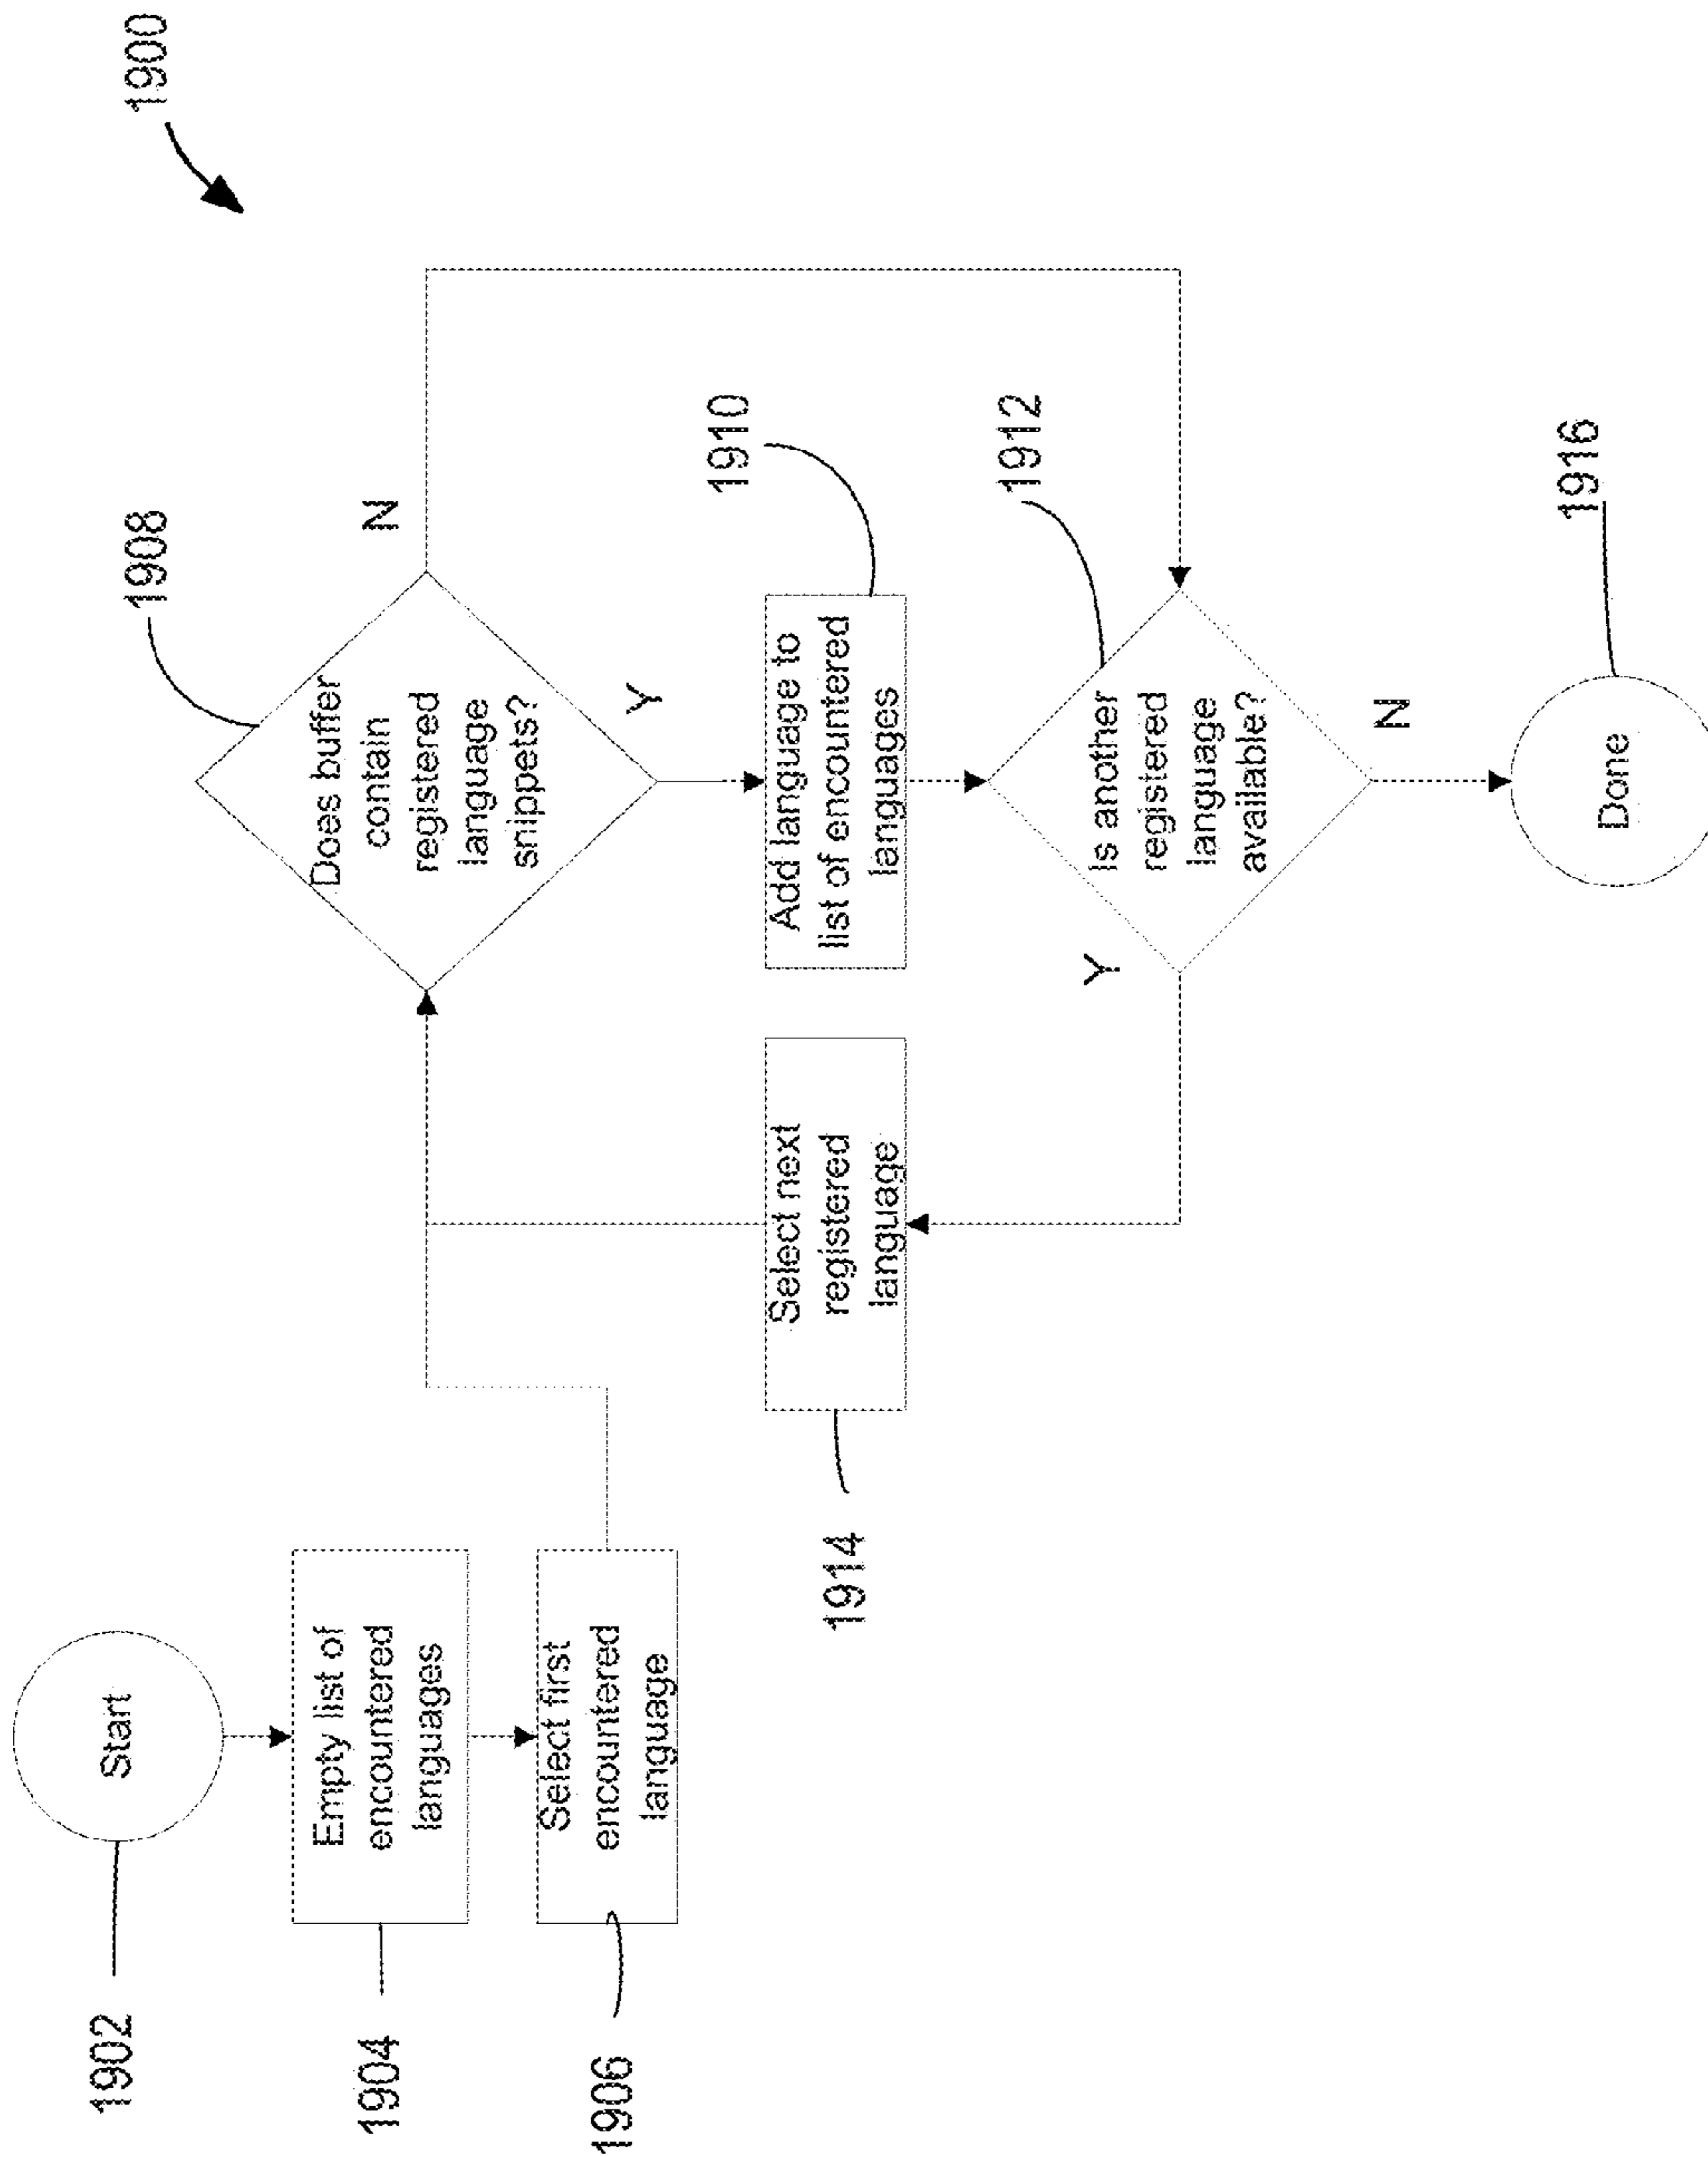 1900
1902
Start
1904
Empty list of
encountered
languages
1906
Select first
encountered
language
1908
Does buffer
contain
registered
language
snippets?
N
Y
1910
Add language to
list of encountered
languages
1912
Is another
registered
language
available?
Y
N
1914
Select next
registered
language
1916
Done